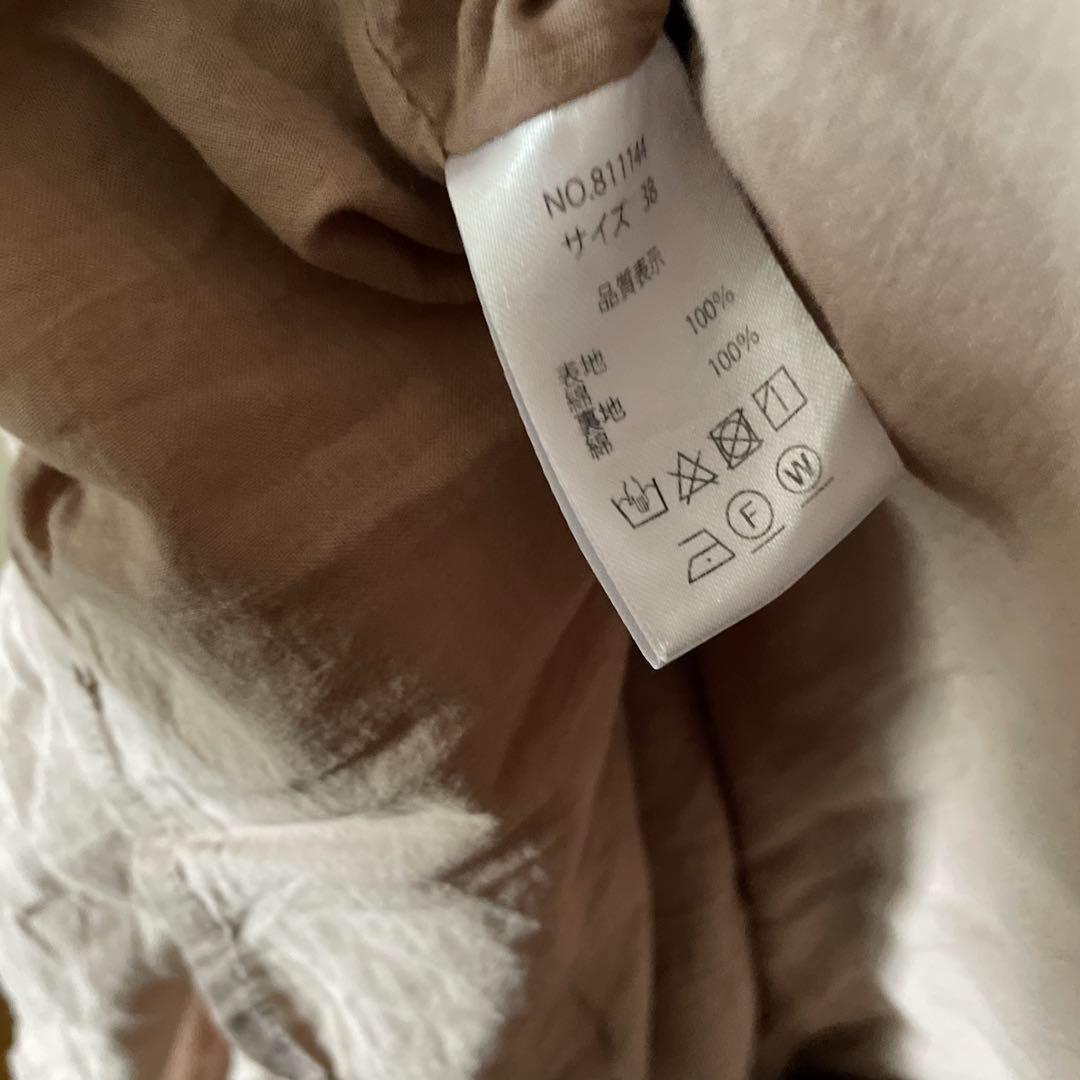 NO.811144
サイズ 38
品質表示
表地
綿 100%
裏地
綿 100%
F W